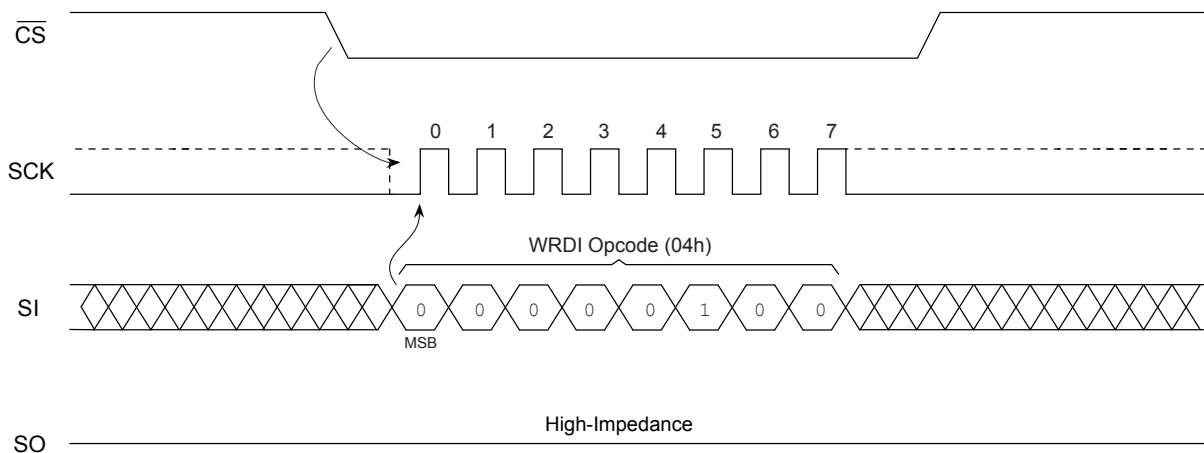 CS
0 1 2 3 4 5 6 7
SCK
WRDI Opcode (04h)
SI
0 0 0 0 0 1 0 0
MSB
High-Impedance
SO